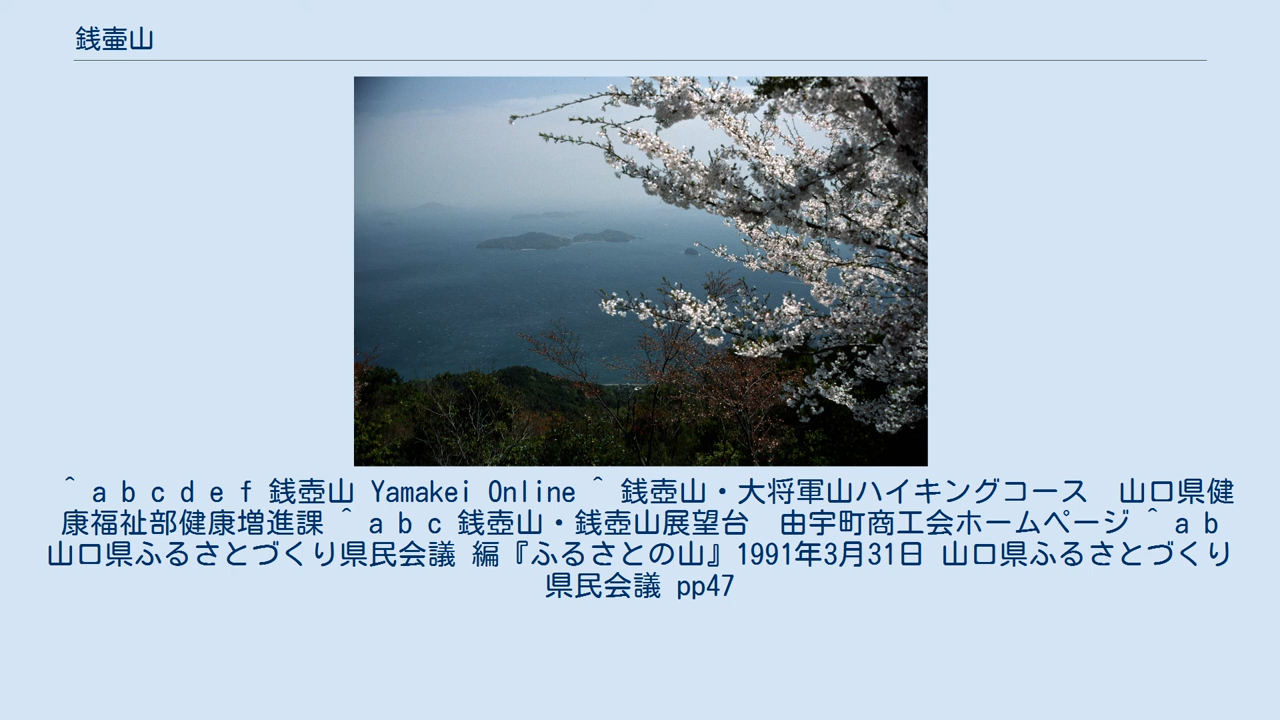 銭壷山
^ a b c d e f 銭壺山 Yamakei Online ^ 銭壺山・大将軍山ハイキングコース　山口県健
康福祉部健康増進課 ^ a b c 銭壺山・銭壺山展望台　由宇町商工会ホームページ ^ a b
山口県ふるさとづくり県民会議 編『ふるさとの山』1991年3月31日 山口県ふるさとづくり
県民会議 pp47